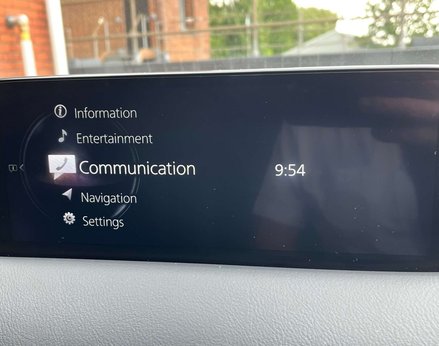 Information
Entertainment
Communication
9:54
Navigation
Settings